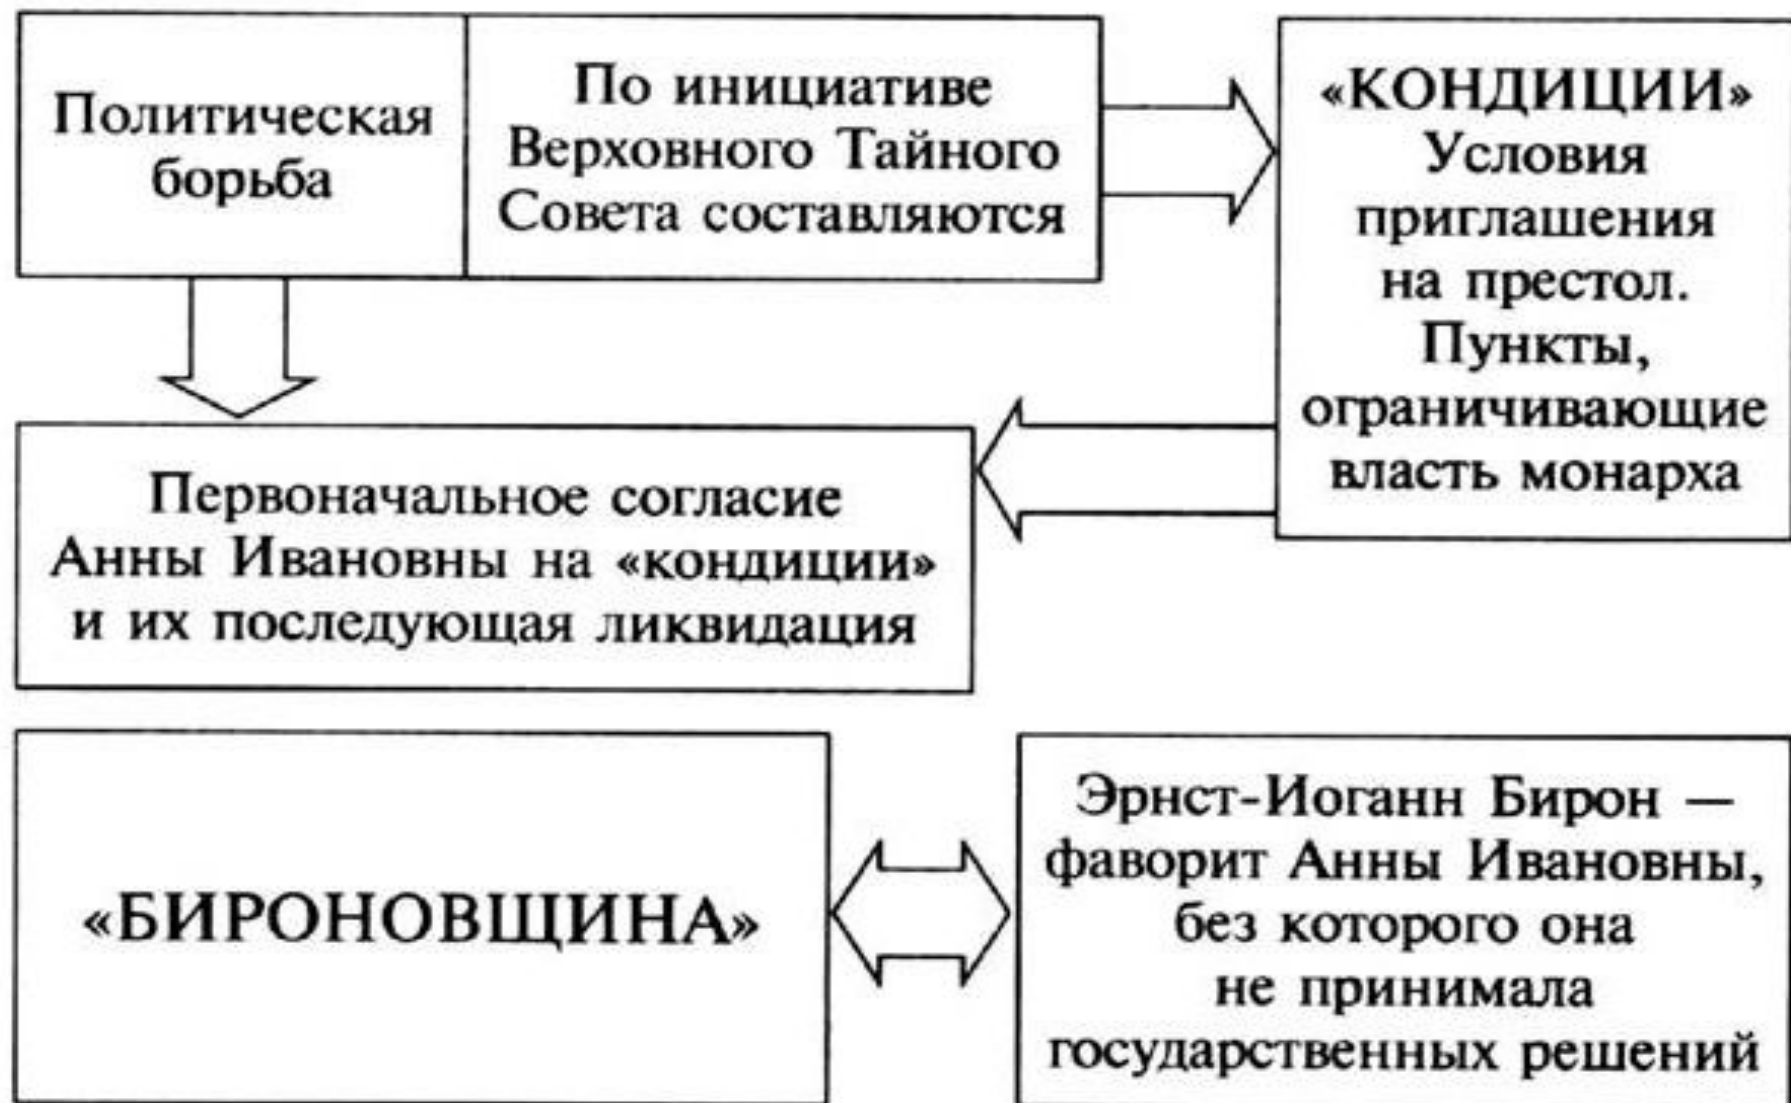 Политическая
борьба
По инициативе
Верховного Тайного
Совета составляются
«КОНДИЦИИ»
Условия
приглашения
на престол.
Пункты,
ограничивающие
власть монарха
Первоначальное согласие
Анны Ивановны на «кондиции»
и их последующая ликвидация
«БИРОНОВЩИНА»
Эрнст-Иоганн Бирон —
фаворит Анны Ивановны,
без которого она
не принимала
государственных решений